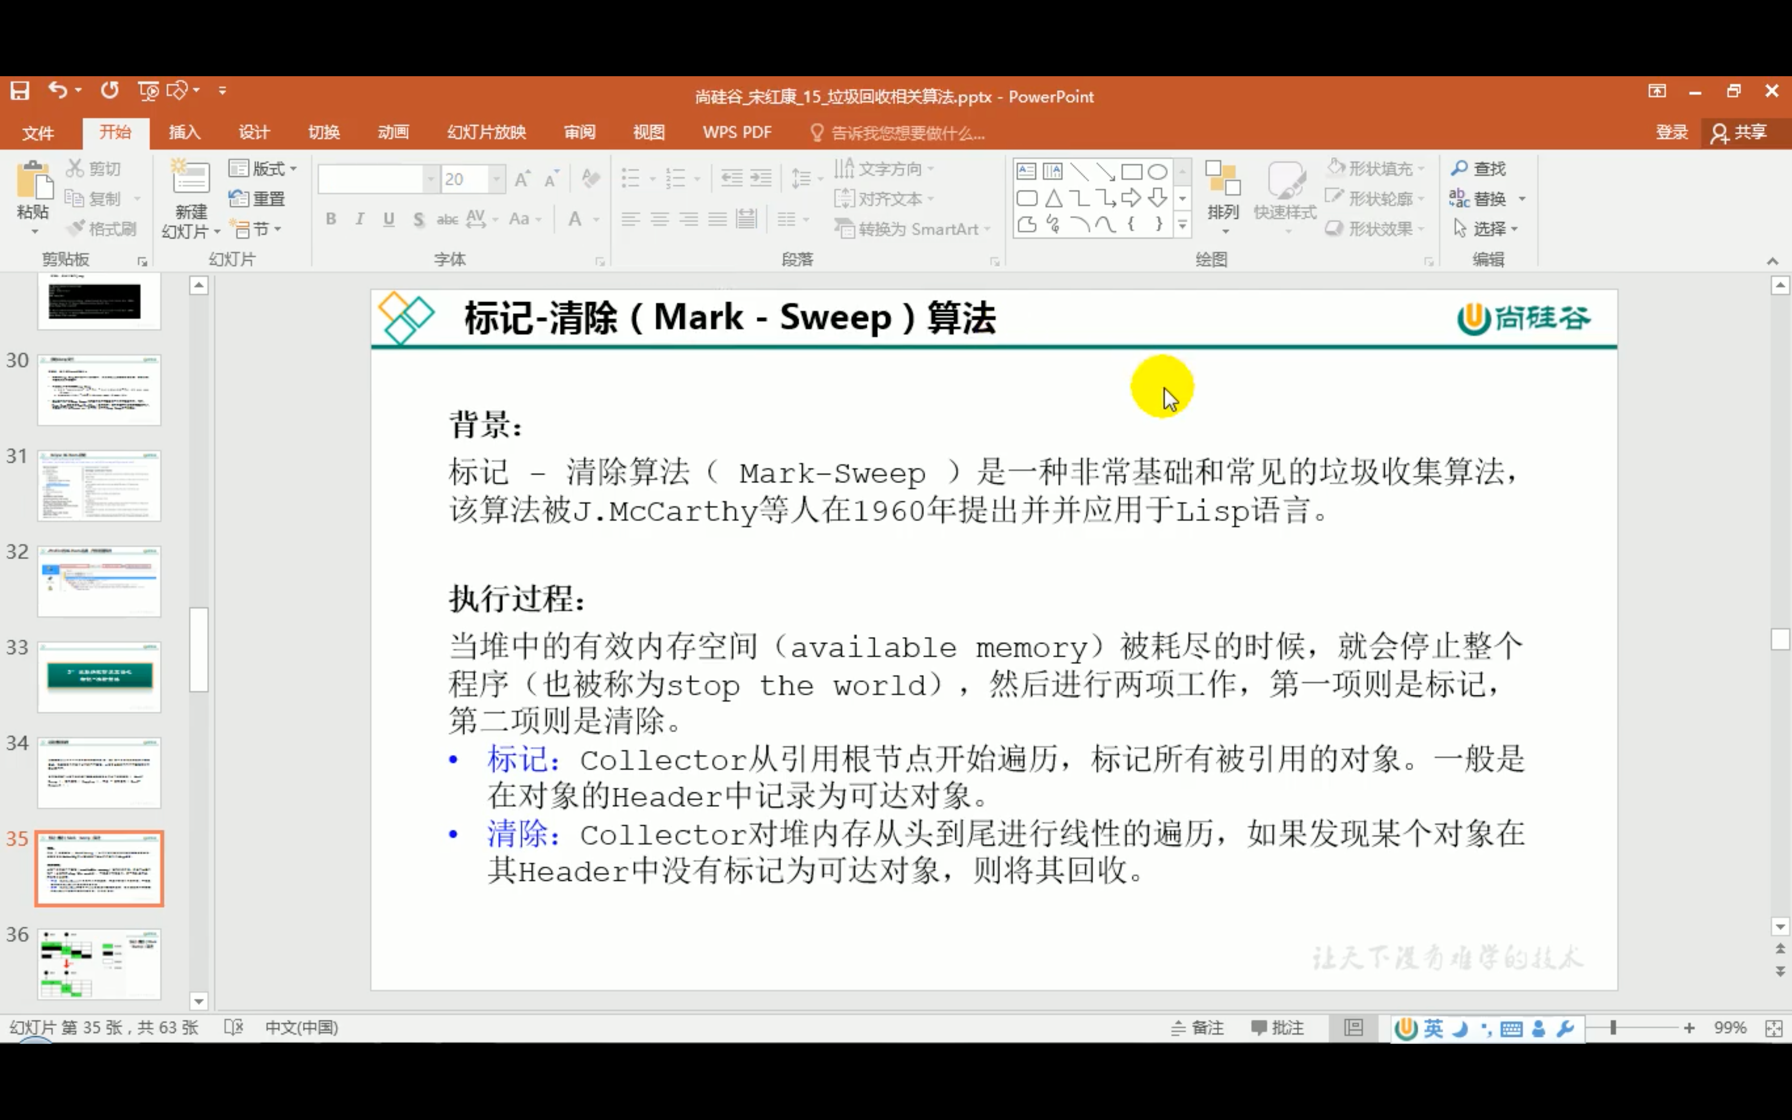 尚硅谷_宋红康_15_垃圾回收相关算法.pptx - PowerPoint
文件 开始 插入 设计 切换 动画 幻灯片放映 审阅 视图 WPS PDF 告诉我您想要做什么... 登录 共享
粘贴 剪切 复制 格式刷 剪贴板
新建幻灯片 版式 重置 节 幻灯片
20 字体
文字方向 对齐文本 转换为 SmartArt 段落
排列 快速样式 形状填充 形状轮廓 形状效果 绘图
查找 替换 选择 编辑
30
31
32
33
34
35
36
标记-清除（Mark - Sweep）算法
尚硅谷
背景：
标记 - 清除算法（ Mark-Sweep ）是一种非常基础和常见的垃圾收集算法，
该算法被J.McCarthy等人在1960年提出并并应用于Lisp语言。
执行过程：
当堆中的有效内存空间（available memory）被耗尽的时候，就会停止整个
程序（也被称为stop the world），然后进行两项工作，第一项则是标记，
第二项则是清除。
• 标记：Collector从引用根节点开始遍历，标记所有被引用的对象。一般是
在对象的Header中记录为可达对象。
• 清除：Collector对堆内存从头到尾进行线性的遍历，如果发现某个对象在
其Header中没有标记为可达对象，则将其回收。
让天下没有难学的技术
幻灯片 第 35 张，共 63 张 中文(中国) 备注 批注 英 99%